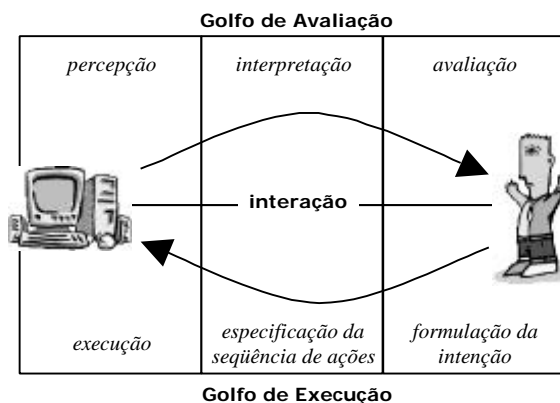 Golfo de Avaliação
percepção
interpretação
avaliação
interação
execução
especificação da
seqüência de ações
formulação da
intenção
Golfo de Execução